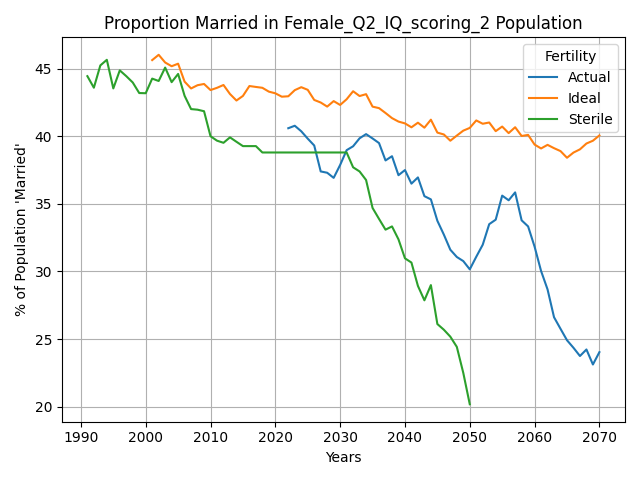 Proportion Married in Female_Q2_IQ_scoring_2 Population
% of Population 'Married'
45
40
35
30
25
20
Fertility
Actual
Ideal
Sterile
1990 2000 2010 2020 2030 2040 2050 2060 2070
Years